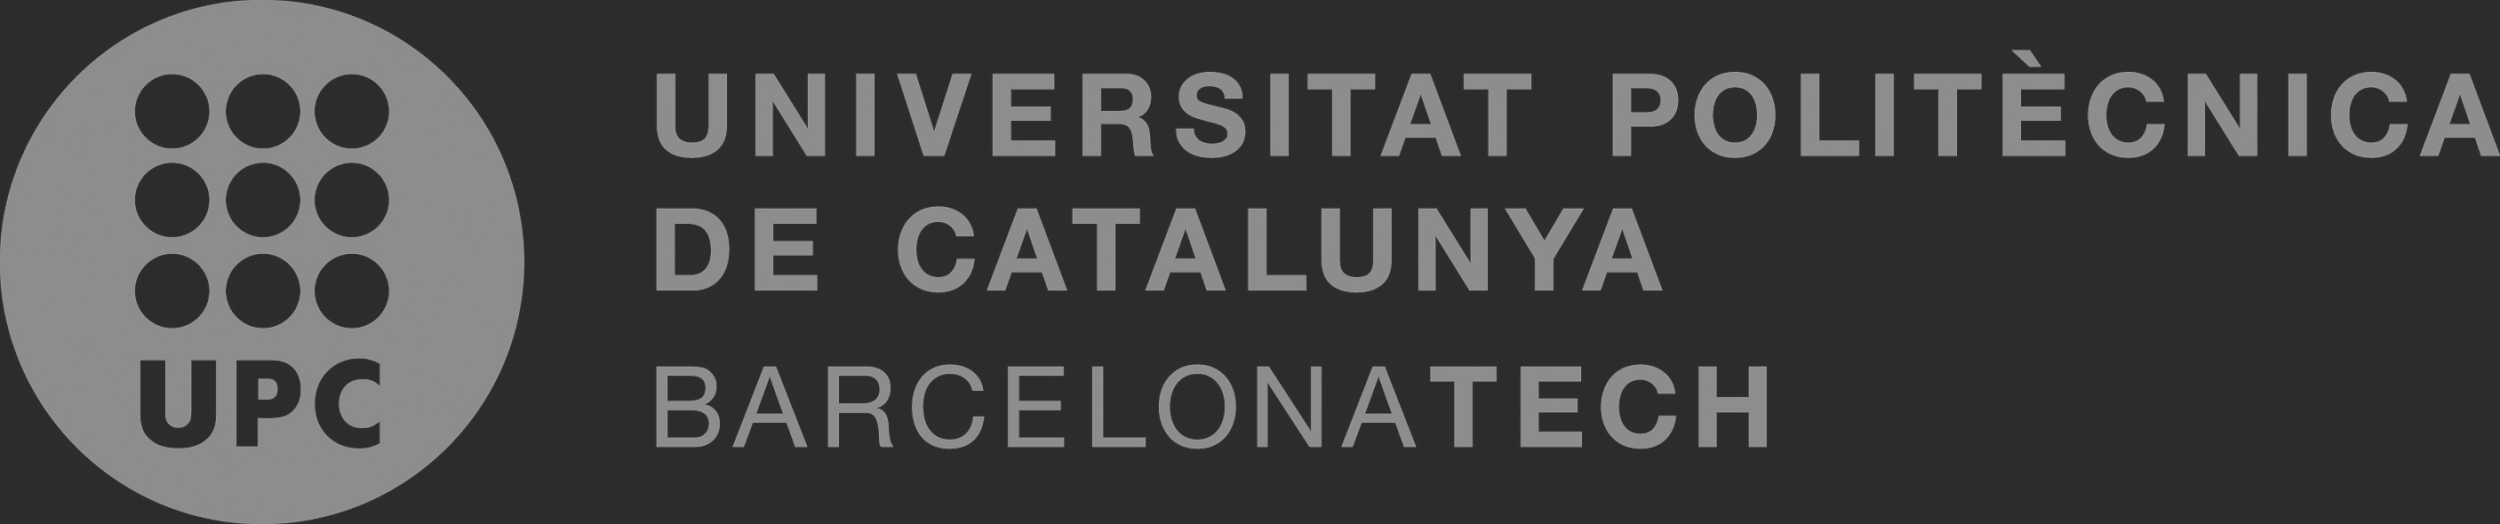 UPC
UNIVERSITAT POLITÈCNICA
DE CATALUNYA
BARCELONATECH